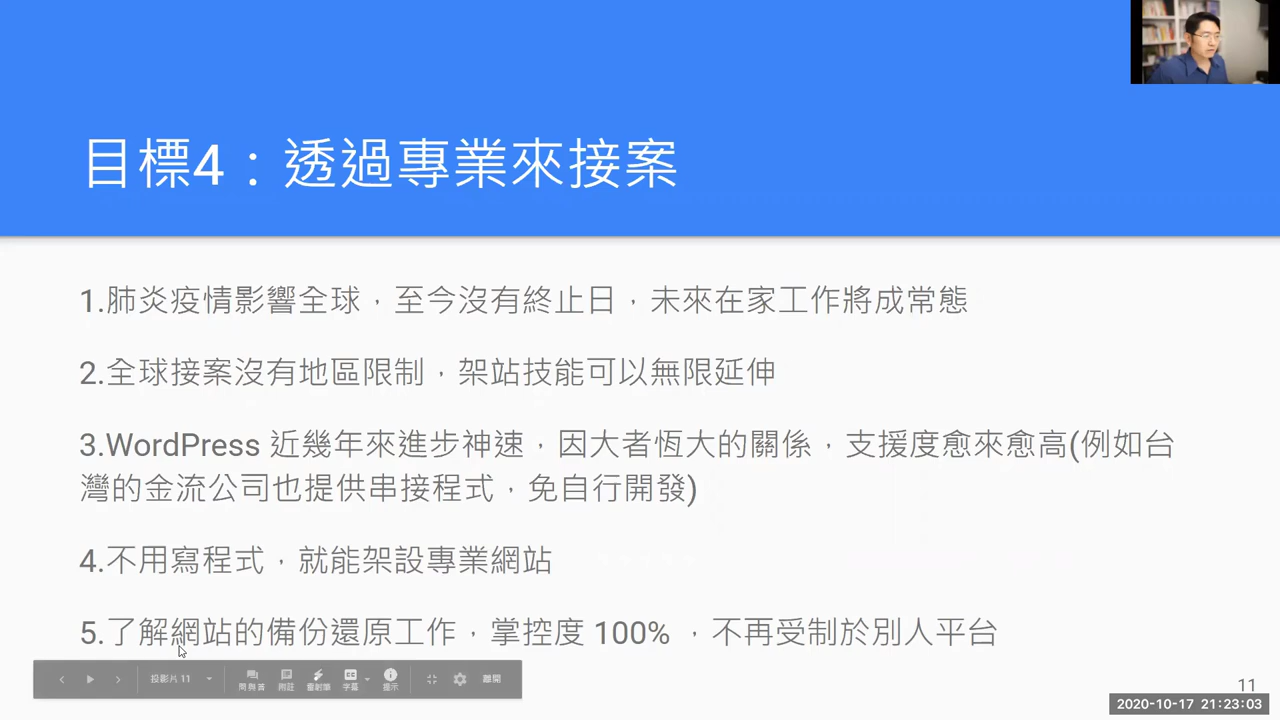 目標4：透過專業來接案
1.肺炎疫情影響全球，至今沒有終止日，未來在家工作將成常態
2.全球接案沒有地區限制，架站技能可以無限延伸
3.WordPress 近幾年來進步神速，因大者恆大的關係，支援度愈來愈高(例如台
灣的金流公司也提供串接程式，免自行開發)
4.不用寫程式，就能架設專業網站
5.了解網站的備份還原工作，掌控度 100% ，不再受制於別人平台
投影片 11 問與答 附註 雷射筆 字幕 提示 離開
11
2020-10-17 21:23:03